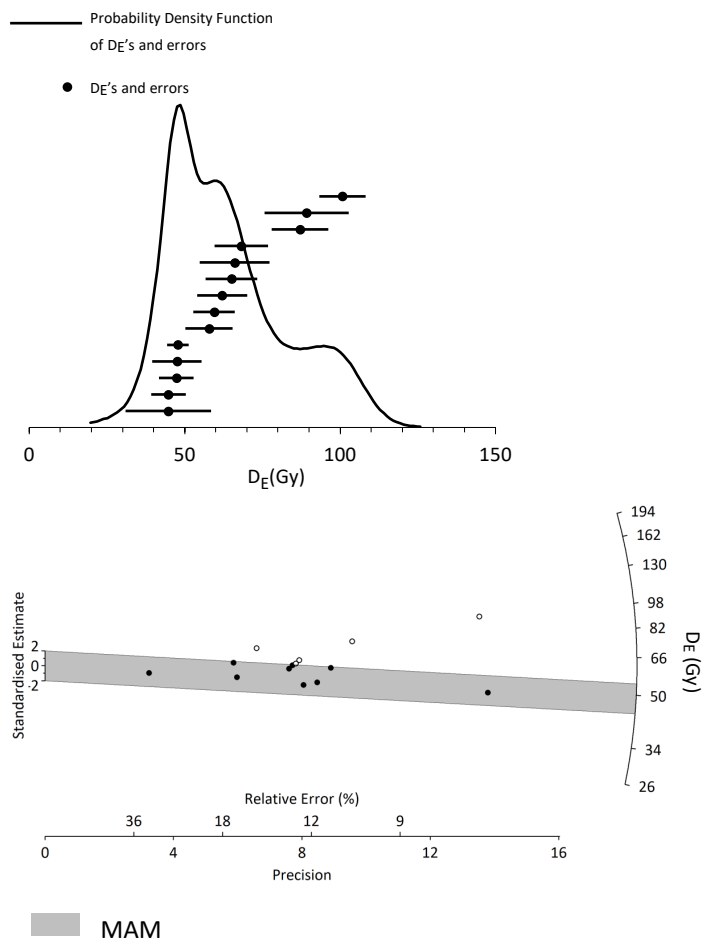 Probability Density Function
of DE's and errors
DE's and errors
0 50 100 150
DE(Gy)
194
162
130
98
82
66
50
34
26
DE (Gy)
Standardised Estimate
2
0
-2
Relative Error (%)
36 18 12 9
0 4 8 12 16
Precision
MAM